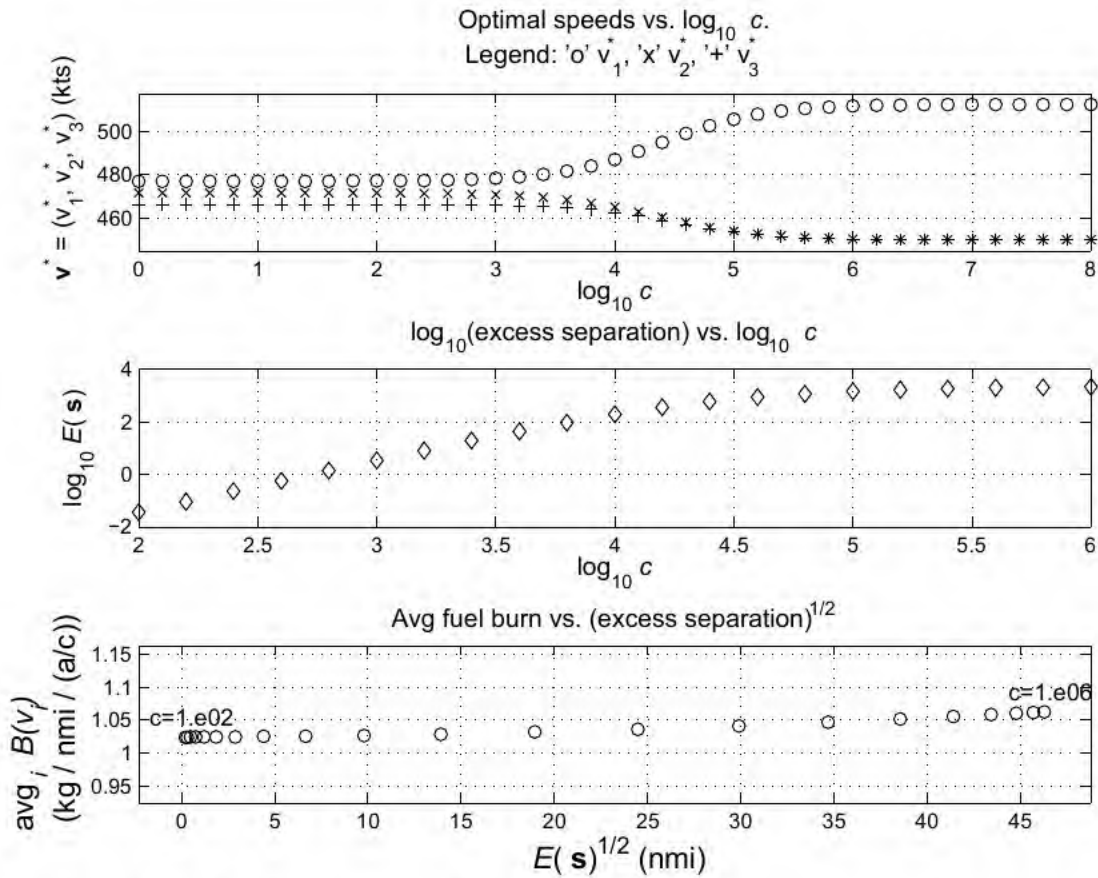 Optimal speeds vs. log₁₀ c.
Legend: 'o' v₁*, 'x' v₂*, '+' v₃*
v* = (v₁*, v₂*, v₃*) (kts)
500
480
460
0 1 2 3 4 5 6 7 8
log₁₀ c
log₁₀(excess separation) vs. log₁₀ c
log₁₀ E(s)
4
2
0
−2
2 2.5 3 3.5 4 4.5 5 5.5 6
log₁₀ c
Avg fuel burn vs. (excess separation)^1/2
avg ᵢ B(vᵢ*)
(kg / nmi / (a/c))
1.15
1.1
1.05
1
0.95
c=1.e02
c=1.e06
0 5 10 15 20 25 30 35 40 45
E( s)^1/2 (nmi)